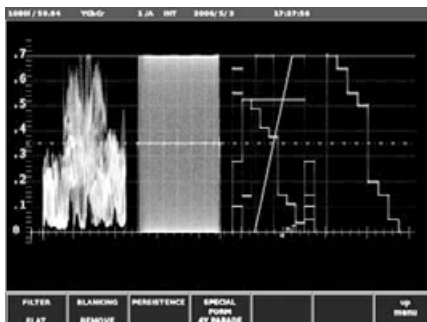 1080i / 59.94 YCbCr 1 /A INT 2006/ 5/ 3 17:27:56
.7
.6
.5
.4
.3
.2
.1
0
FILTER BLANKING PERSISTENCE SPECIAL FORM up menu
FLAT REMOVE 4Y PARADE